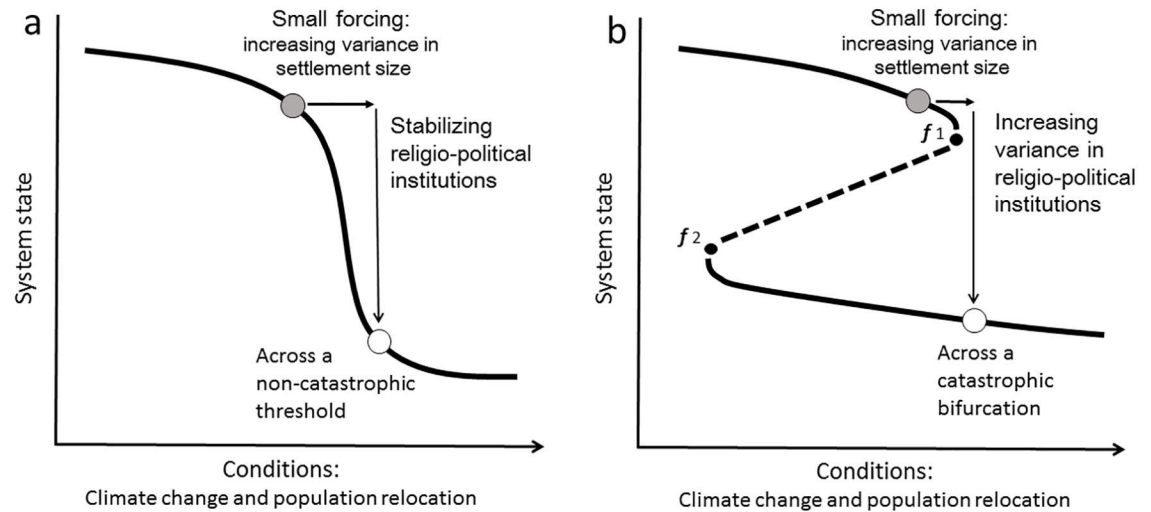 a
Small forcing:
increasing variance in
settlement size
Stabilizing
religio-political
institutions
System state
Across a
non-catastrophic
threshold
Conditions:
Climate change and population relocation
b
Small forcing:
increasing variance in
settlement size
f1
Increasing
variance in
religio-political
institutions
f2
System state
Across a
catastrophic
bifurcation
Conditions:
Climate change and population relocation